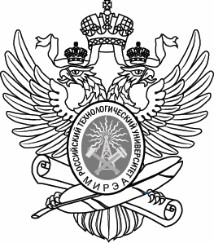 РОССИЙСКИЙ ТЕХНОЛОГИЧЕСКИЙ УНИВЕРСИТЕТ
МИРЭА